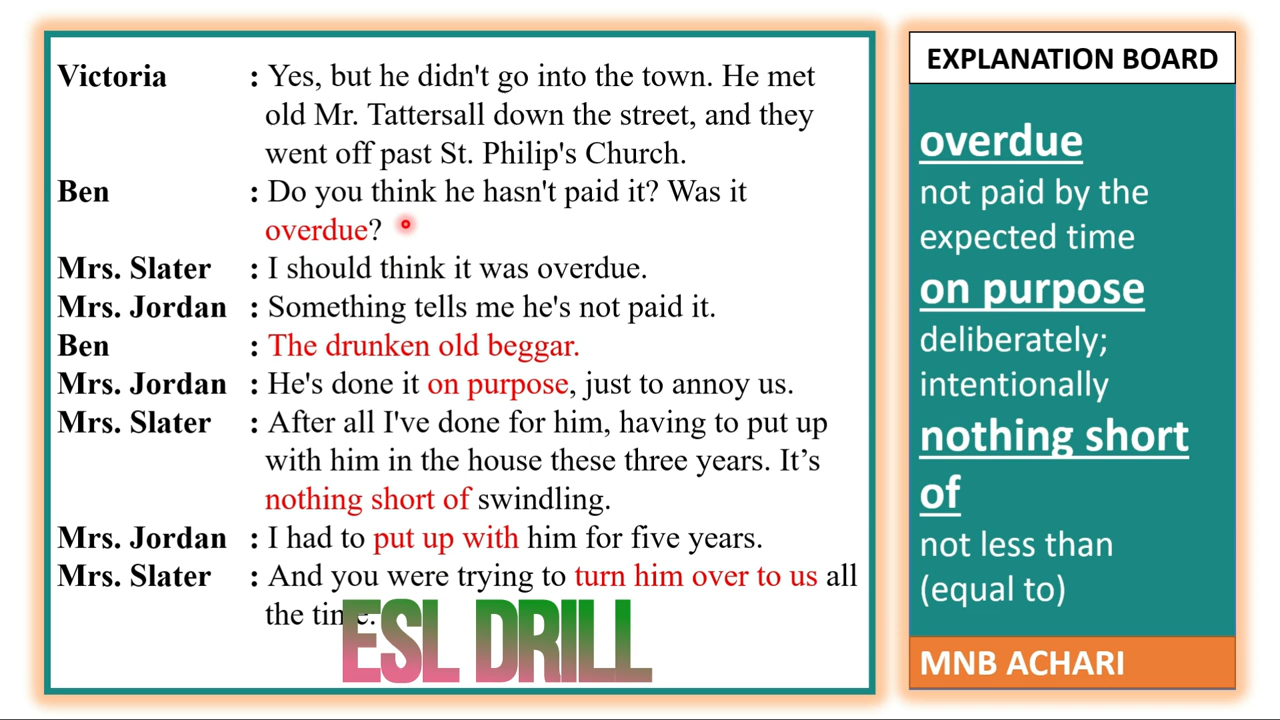 Victoria : Yes, but he didn't go into the town. He met
old Mr. Tattersall down the street, and they
went off past St. Philip's Church.
Ben : Do you think he hasn't paid it? Was it
overdue?
Mrs. Slater : I should think it was overdue.
Mrs. Jordan : Something tells me he's not paid it.
Ben : The drunken old beggar.
Mrs. Jordan : He's done it on purpose, just to annoy us.
Mrs. Slater : After all I've done for him, having to put up
with him in the house these three years. It’s
nothing short of swindling.
Mrs. Jordan : I had to put up with him for five years.
Mrs. Slater : And you were trying to turn him over to us all
the time.
ESL DRILL
EXPLANATION BOARD
overdue
not paid by the
expected time
on purpose
deliberately;
intentionally
nothing short
of
not less than
(equal to)
MNB ACHARI